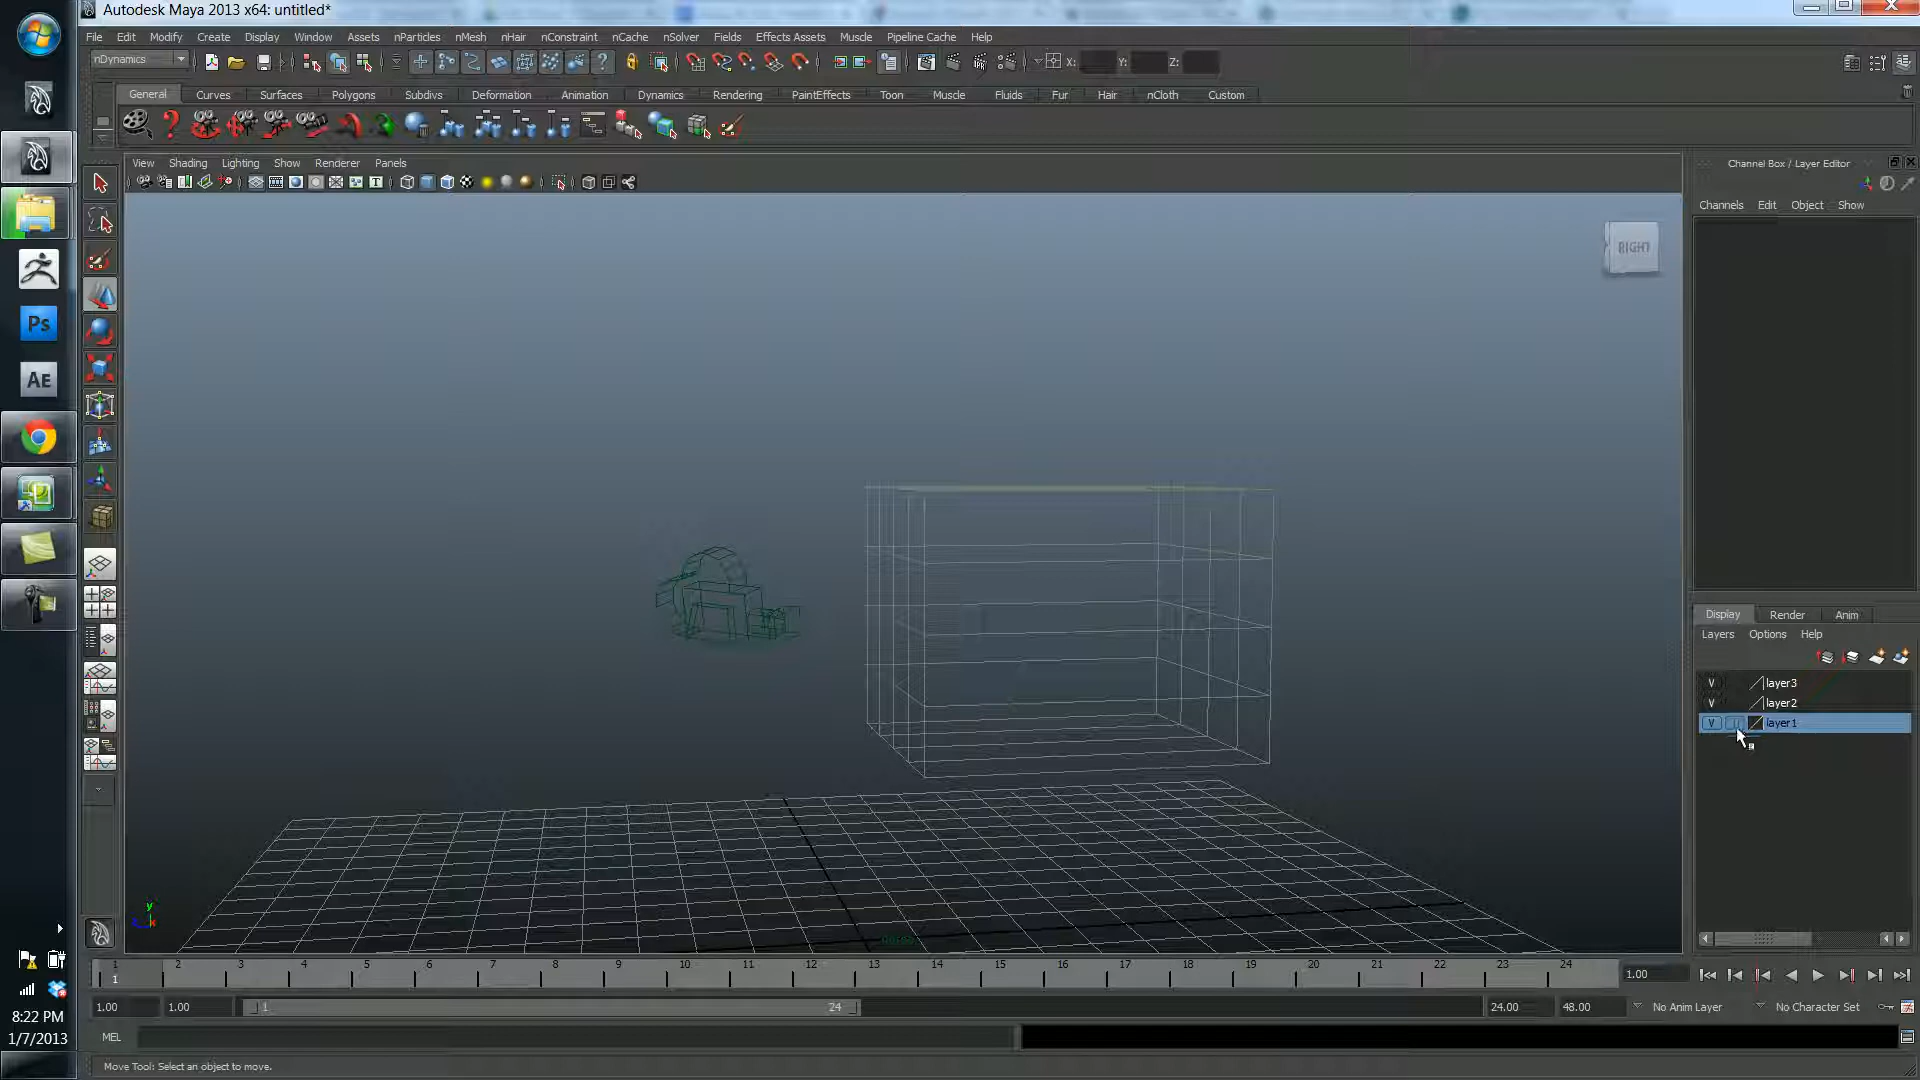 Autodesk Maya 2013 x64: untitled*
File Edit Modify Create Display Window Assets nParticles nMesh nHair nConstraint nCache nSolver Fields Effects Assets Muscle Pipeline Cache Help
nDynamics X: Y: Z:
General Curves Surfaces Polygons Subdivs Deformation Animation Dynamics Rendering PaintEffects Toon Muscle Fluids Fur Hair nCloth Custom
View Shading Lighting Show Renderer Panels
Channel Box / Layer Editor
Channels Edit Object Show
RIGHT
Ps
AE
Display Render Anim
Layers Options Help
V layer3
V layer2
V layer1
y
1 2 3 4 5 6 7 8 9 10 11 12 13 14 15 16 17 18 19 20 21 22 23 24
1
1.00
1.00 1.00 1 24 24.00 48.00 No Anim Layer No Character Set
MEL
Move Tool: Select an object to move.
8:22 PM
1/7/2013